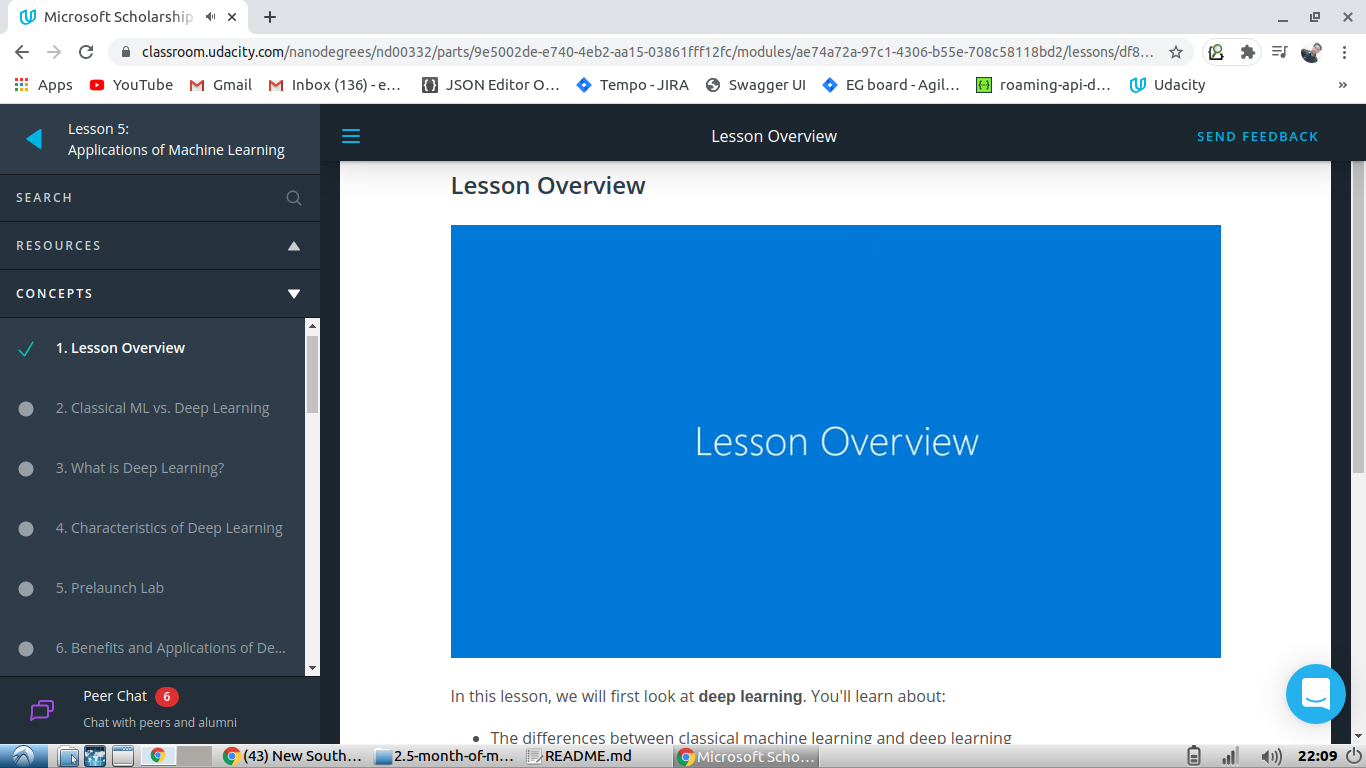 Microsoft Scholarship
classroom.udacity.com/nanodegrees/nd00332/parts/9e5002de-e740-4eb2-aa15-03861fff12fc/modules/ae74a72a-97c1-4306-b55e-708c58118bd2/lessons/df8...
Apps YouTube Gmail Inbox (136) - e... JSON Editor O... Tempo - JIRA Swagger UI EG board - Agil... roaming-api-d... Udacity »
Lesson 5:
Applications of Machine Learning
Lesson Overview
SEND FEEDBACK
SEARCH
RESOURCES
CONCEPTS
1. Lesson Overview
2. Classical ML vs. Deep Learning
3. What is Deep Learning?
4. Characteristics of Deep Learning
5. Prelaunch Lab
6. Benefits and Applications of De...
Peer Chat 6
Chat with peers and alumni
Lesson Overview
Lesson Overview
In this lesson, we will first look at deep learning. You'll learn about:
• The differences between classical machine learning and deep learning
(43) New South... 2.5-month-of-m... README.md Microsoft Scho... 22:09